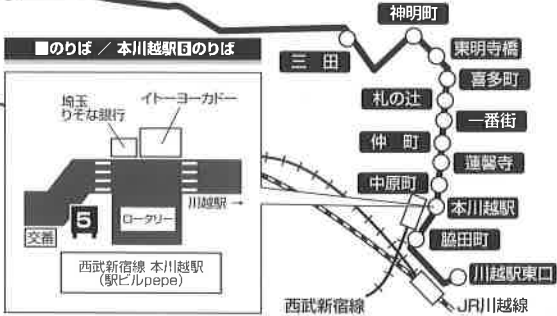 神明町
■のりば / 本川越駅5のりば
三田
東明寺橋
喜多町
札の辻
一番街
仲町
蓮馨寺
中原町
本川越駅
脇田町
川越駅東口
西武新宿線
JR川越線
埼玉
りそな銀行
イトーヨーカドー
川越駅 →
5
ロータリー
交番
西武新宿線 本川越駅
(駅ビルpepe)